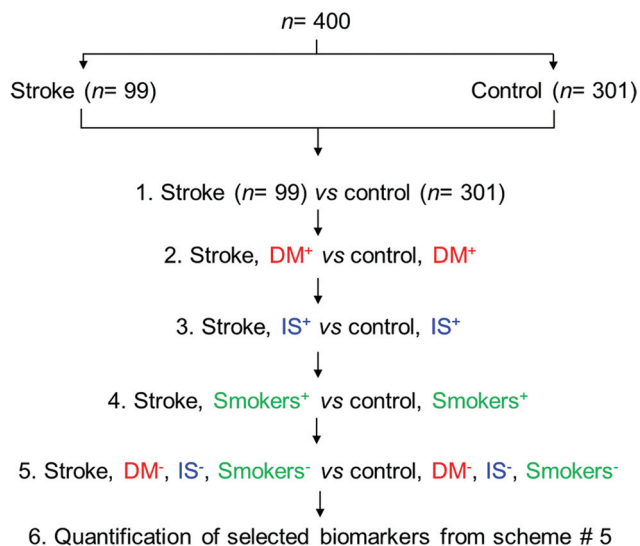 n= 400
Stroke (n= 99) Control (n= 301)
1. Stroke (n= 99) vs control (n= 301)
2. Stroke, DM⁺ vs control, DM⁺
3. Stroke, IS⁺ vs control, IS⁺
4. Stroke, Smokers⁺ vs control, Smokers⁺
5. Stroke, DM⁻, IS⁻, Smokers⁻ vs control, DM⁻, IS⁻, Smokers⁻
6. Quantification of selected biomarkers from scheme # 5